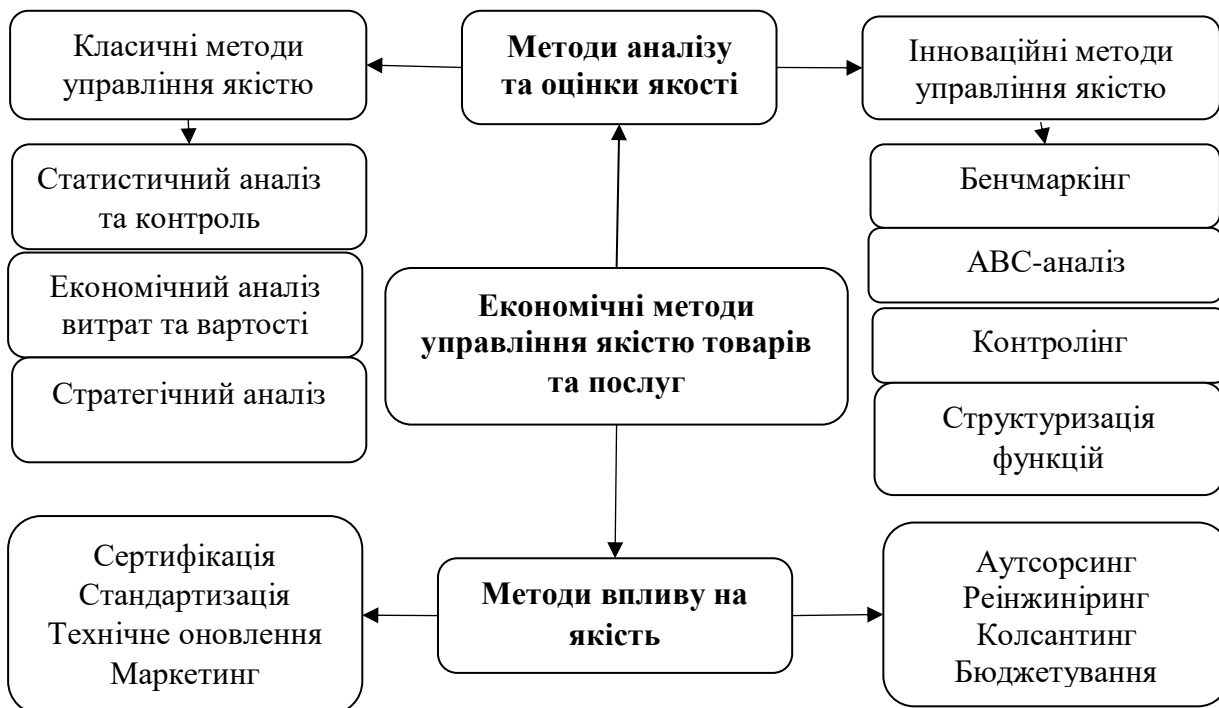 Класичні методи
управління якістю
Методи аналізу
та оцінки якості
Інноваційні методи
управління якістю
Статистичний аналіз
та контроль
Економічний аналіз
витрат та вартості
Стратегічний аналіз
Економічні методи
управління якістю товарів
та послуг
Бенчмаркінг
АВС-аналіз
Контролінг
Структуризація
функцій
Сертифікація
Стандартизація
Технічне оновлення
Маркетинг
Методи впливу на
якість
Аутсорсинг
Реінжиніринг
Колсантинг
Бюджетування